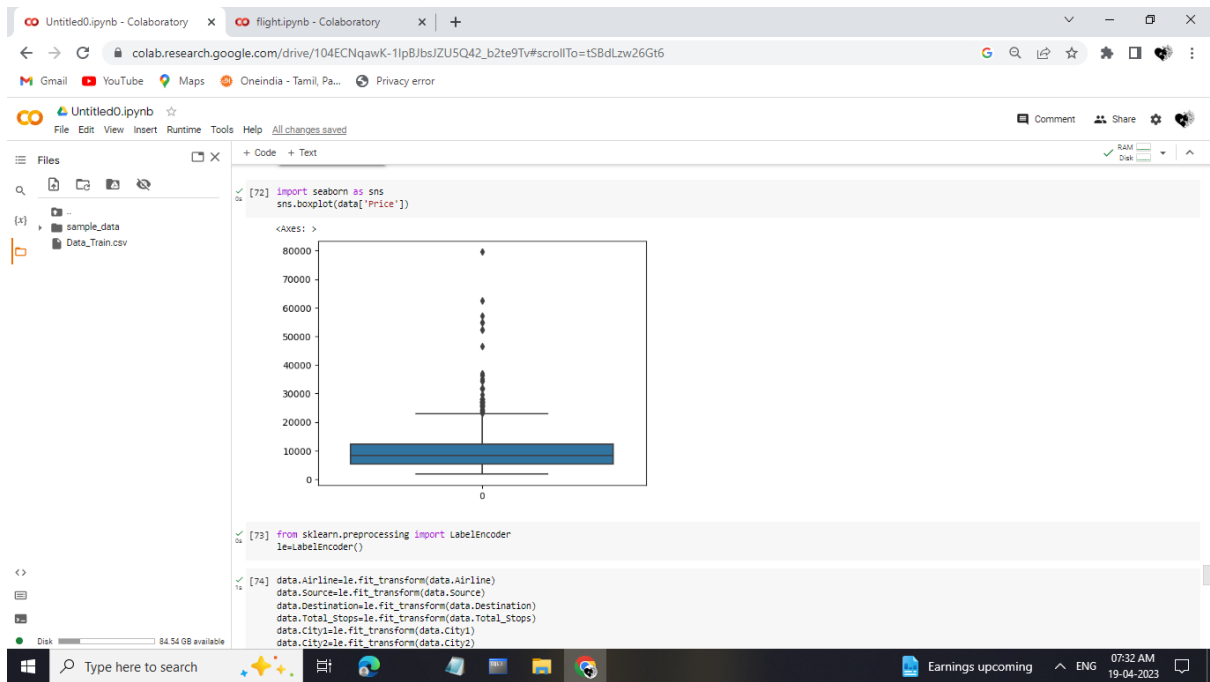 Untitled0.ipynb - Colaboratory
flight.ipynb - Colaboratory
colab.research.google.com/drive/104ECNqawK-1IpBJbsJZU5Q42_b2te9Tv#scrollTo=tSBdLzw26Gt6
Gmail
YouTube
Maps
Oneindia - Tamil, Pa...
Privacy error
Untitled0.ipynb
File Edit View Insert Runtime Tools Help All changes saved
Comment
Share
Files
+ Code + Text
RAM
Disk
..
sample_data
Data_Train.csv
{x}
[72] import seaborn as sns
sns.boxplot(data['Price'])
0s
<Axes: >
80000
70000
60000
50000
40000
30000
20000
10000
0
0
[73] from sklearn.preprocessing import LabelEncoder
le=LabelEncoder()
0s
[74] data.Airline=le.fit_transform(data.Airline)
1s
data.Source=le.fit_transform(data.Source)
data.Destination=le.fit_transform(data.Destination)
data.Total_Stops=le.fit_transform(data.Total_Stops)
data.City1=le.fit_transform(data.City1)
data.City2=le.fit_transform(data.City2)
Disk
84.54 GB available
Type here to search
Earnings upcoming
ENG
07:32 AM
19-04-2023